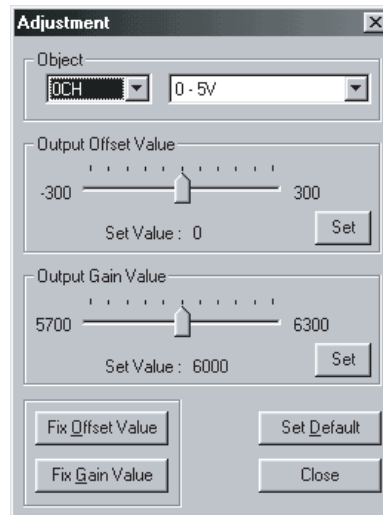 Adjustment
Object
0CH
0 - 5V
Output Offset Value
-300
300
Set Value : 0
Set
Output Gain Value
5700
6300
Set Value : 6000
Set
Fix Offset Value
Set Default
Fix Gain Value
Close